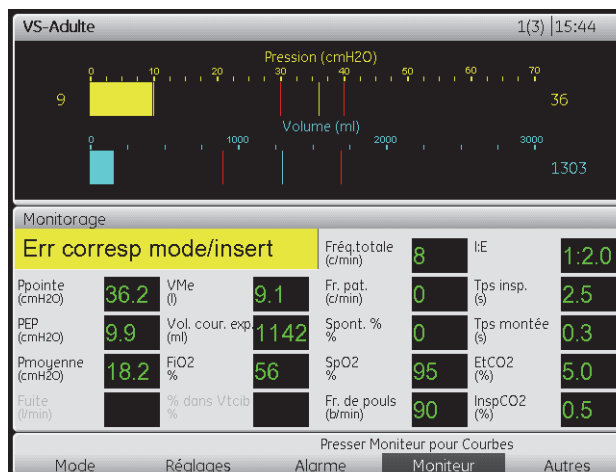 VS-Adulte 1(3) 15:44
Pression (cmH2O)
0 10 20 30 40 50 60 70
9 36
Volume (ml)
0 1000 2000 3000
1303
Monitorage
Err corresp mode/insert
Fréq.totale (c/min) 8 I:E 1:2.0
Ppointe (cmH2O) 36.2 VMe (l) 9.1 Fr. pat. (c/min) 0 Tps insp. (s) 2.5
PEP (cmH2O) 9.9 Vol. cour. exp. (ml) 1142 Spont. % % 0 Tps montée (s) 0.3
Pmoyenne (cmH2O) 18.2 FiO2 % 56 SpO2 % 95 EtCO2 (%) 5.0
Fuite (l/min) % dans Vtcib % Fr. de pouls (b/min) 90 InspCO2 (%) 0.5
Presser Moniteur pour Courbes
Mode Réglages Alarme Moniteur Autres